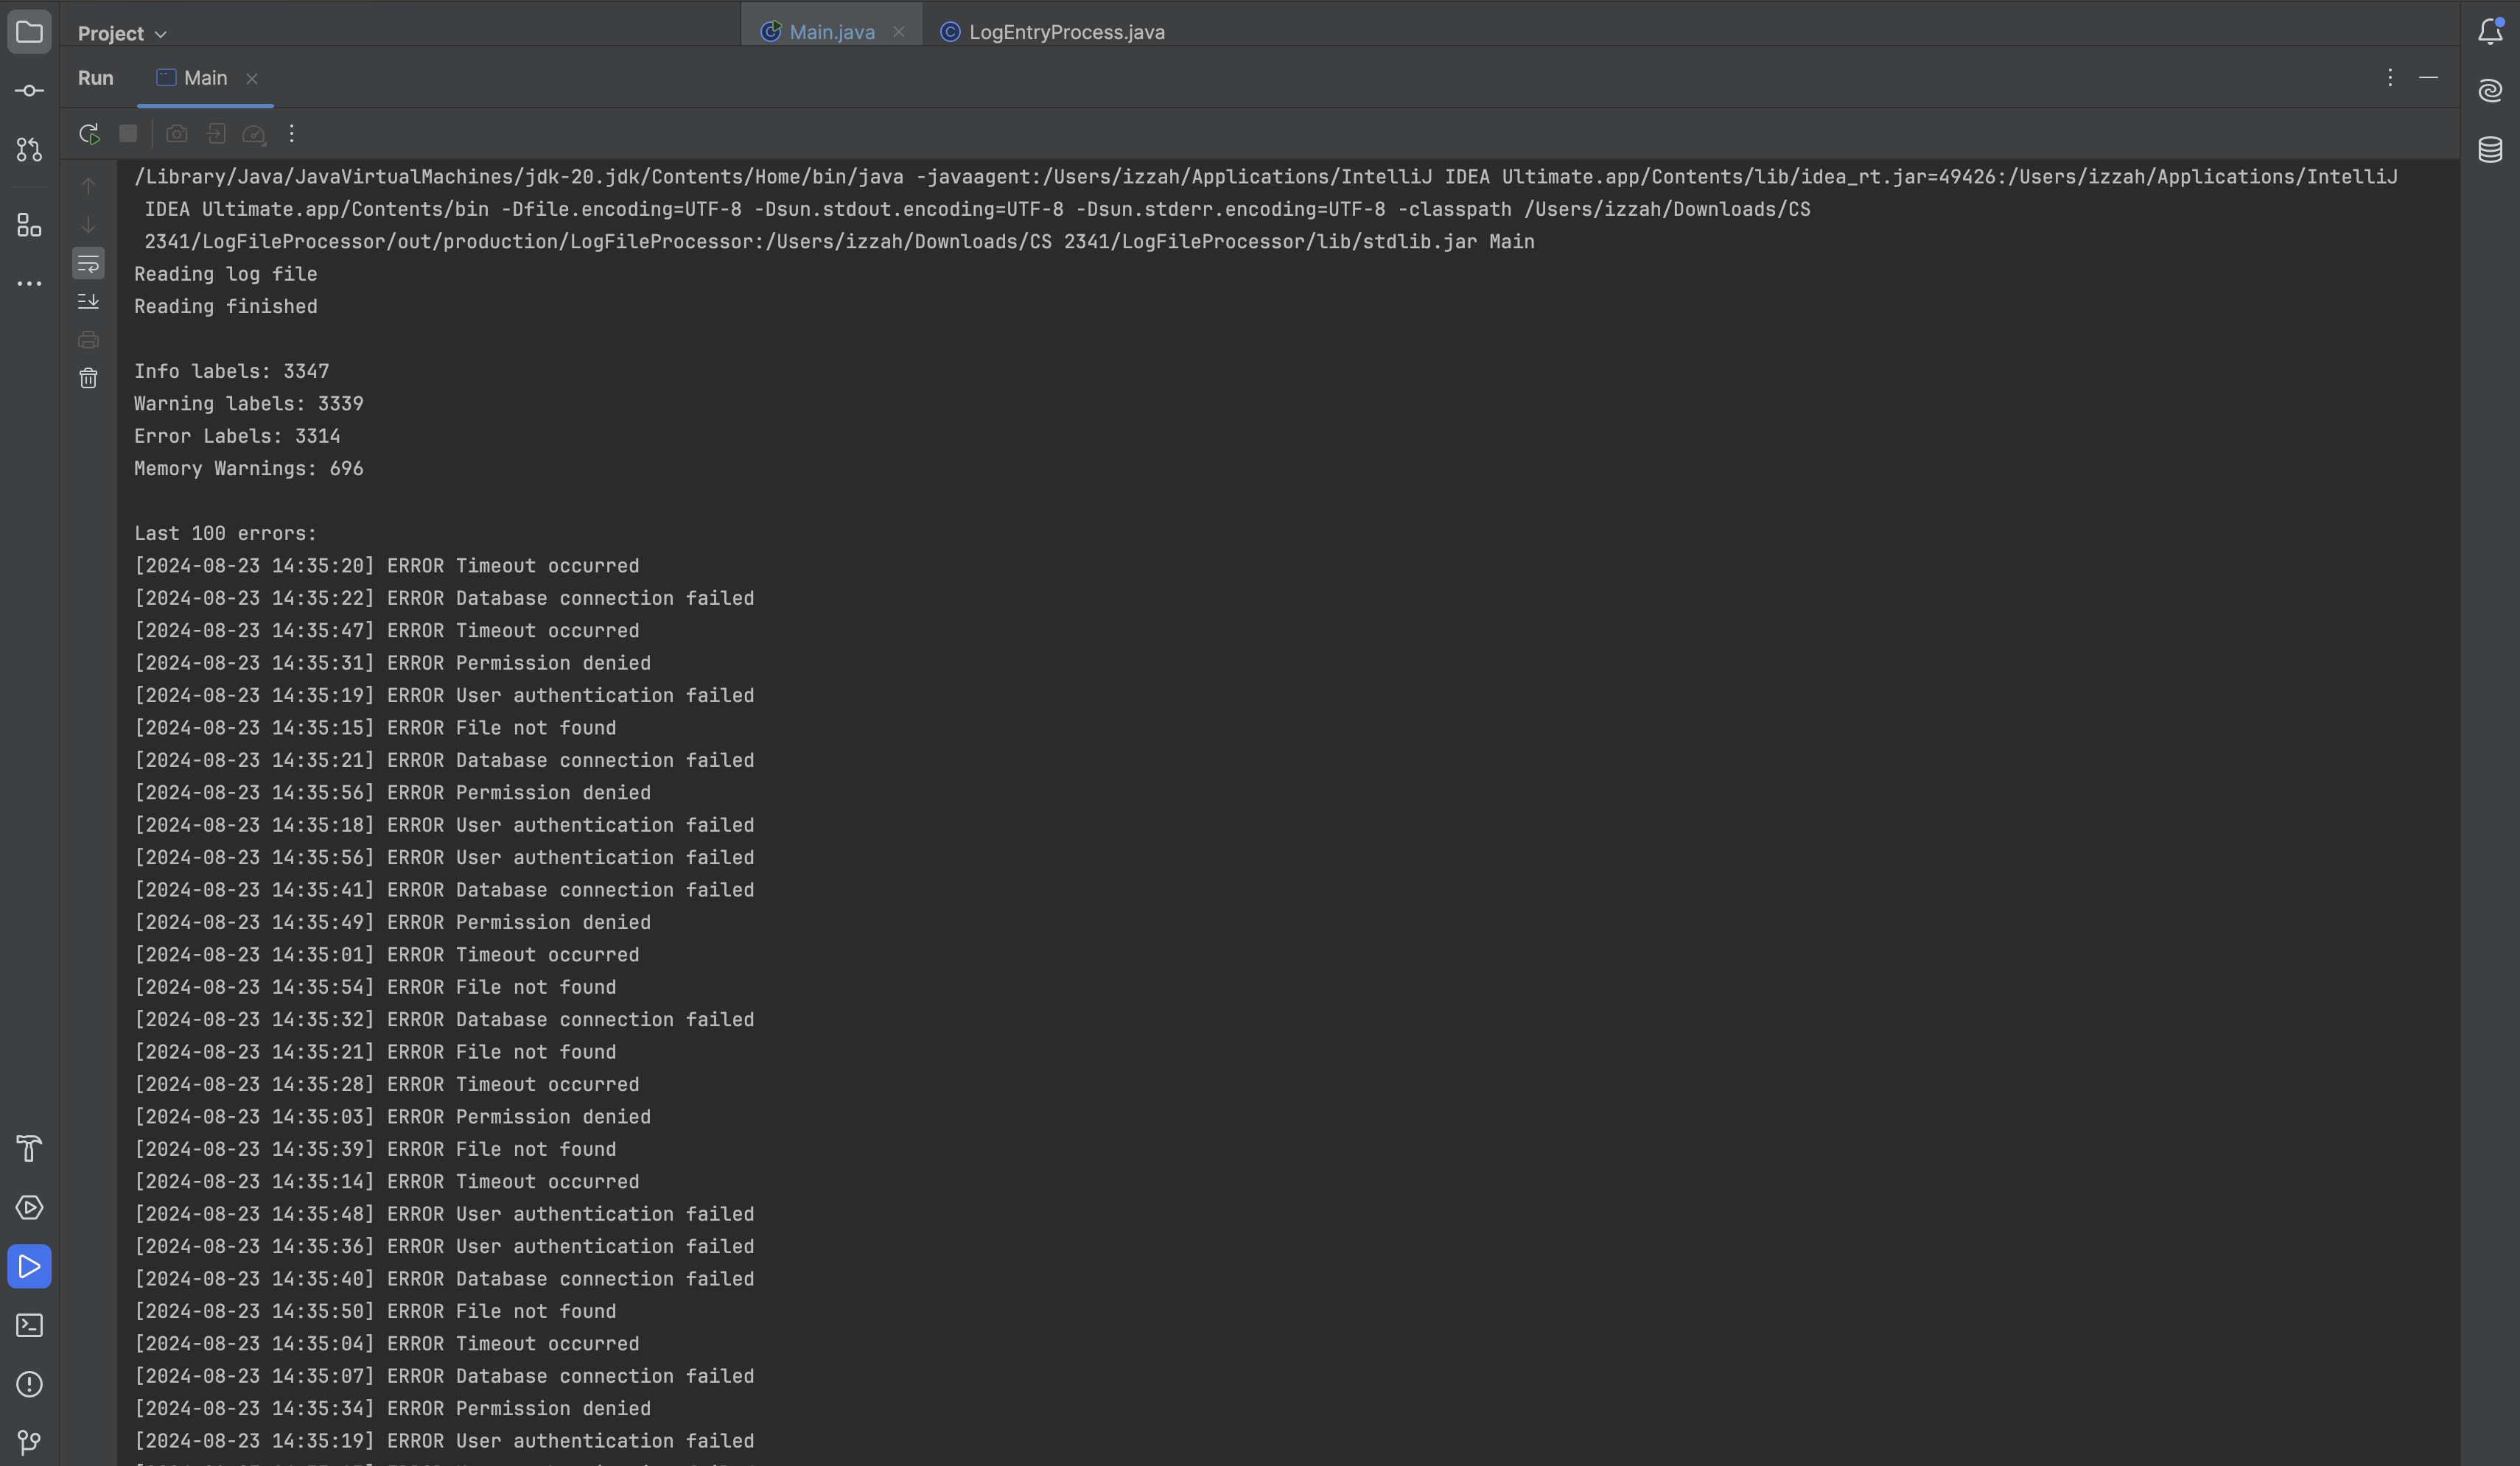 Project
Main.java
LogEntryProcess.java
Run
Main
/Library/Java/JavaVirtualMachines/jdk-20.jdk/Contents/Home/bin/java -javaagent:/Users/izzah/Applications/IntelliJ IDEA Ultimate.app/Contents/lib/idea_rt.jar=49426:/Users/izzah/Applications/IntelliJ
IDEA Ultimate.app/Contents/bin -Dfile.encoding=UTF-8 -Dsun.stdout.encoding=UTF-8 -Dsun.stderr.encoding=UTF-8 -classpath /Users/izzah/Downloads/CS
2341/LogFileProcessor/out/production/LogFileProcessor:/Users/izzah/Downloads/CS 2341/LogFileProcessor/lib/stdlib.jar Main
Reading log file
Reading finished
Info labels: 3347
Warning labels: 3339
Error Labels: 3314
Memory Warnings: 696
Last 100 errors:
[2024-08-23 14:35:20] ERROR Timeout occurred
[2024-08-23 14:35:22] ERROR Database connection failed
[2024-08-23 14:35:47] ERROR Timeout occurred
[2024-08-23 14:35:31] ERROR Permission denied
[2024-08-23 14:35:19] ERROR User authentication failed
[2024-08-23 14:35:15] ERROR File not found
[2024-08-23 14:35:21] ERROR Database connection failed
[2024-08-23 14:35:56] ERROR Permission denied
[2024-08-23 14:35:18] ERROR User authentication failed
[2024-08-23 14:35:56] ERROR User authentication failed
[2024-08-23 14:35:41] ERROR Database connection failed
[2024-08-23 14:35:49] ERROR Permission denied
[2024-08-23 14:35:01] ERROR Timeout occurred
[2024-08-23 14:35:54] ERROR File not found
[2024-08-23 14:35:32] ERROR Database connection failed
[2024-08-23 14:35:21] ERROR File not found
[2024-08-23 14:35:28] ERROR Timeout occurred
[2024-08-23 14:35:03] ERROR Permission denied
[2024-08-23 14:35:39] ERROR File not found
[2024-08-23 14:35:14] ERROR Timeout occurred
[2024-08-23 14:35:48] ERROR User authentication failed
[2024-08-23 14:35:36] ERROR User authentication failed
[2024-08-23 14:35:40] ERROR Database connection failed
[2024-08-23 14:35:50] ERROR File not found
[2024-08-23 14:35:04] ERROR Timeout occurred
[2024-08-23 14:35:07] ERROR Database connection failed
[2024-08-23 14:35:34] ERROR Permission denied
[2024-08-23 14:35:19] ERROR User authentication failed